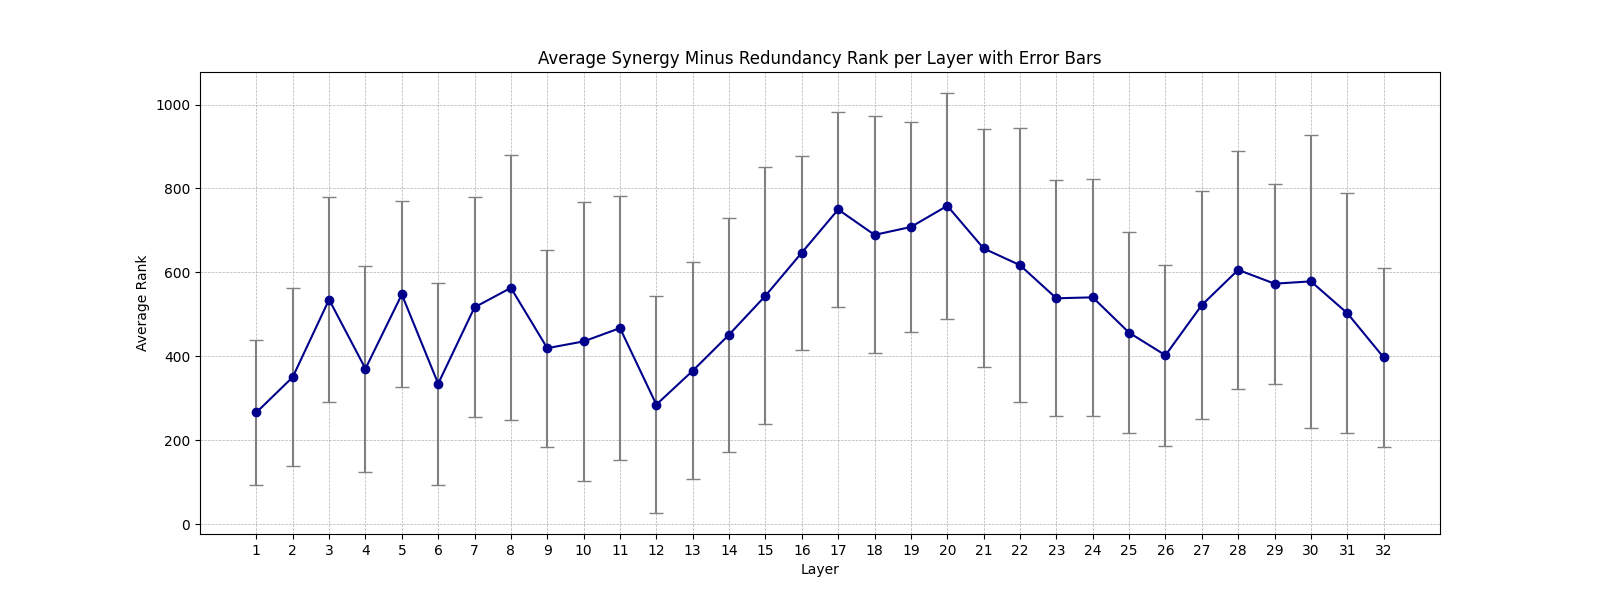 Average Synergy Minus Redundancy Rank per Layer with Error Bars
Average Rank
1000
800
600
400
200
0
1 2 3 4 5 6 7 8 9 10 11 12 13 14 15 16 17 18 19 20 21 22 23 24 25 26 27 28 29 30 31 32
Layer